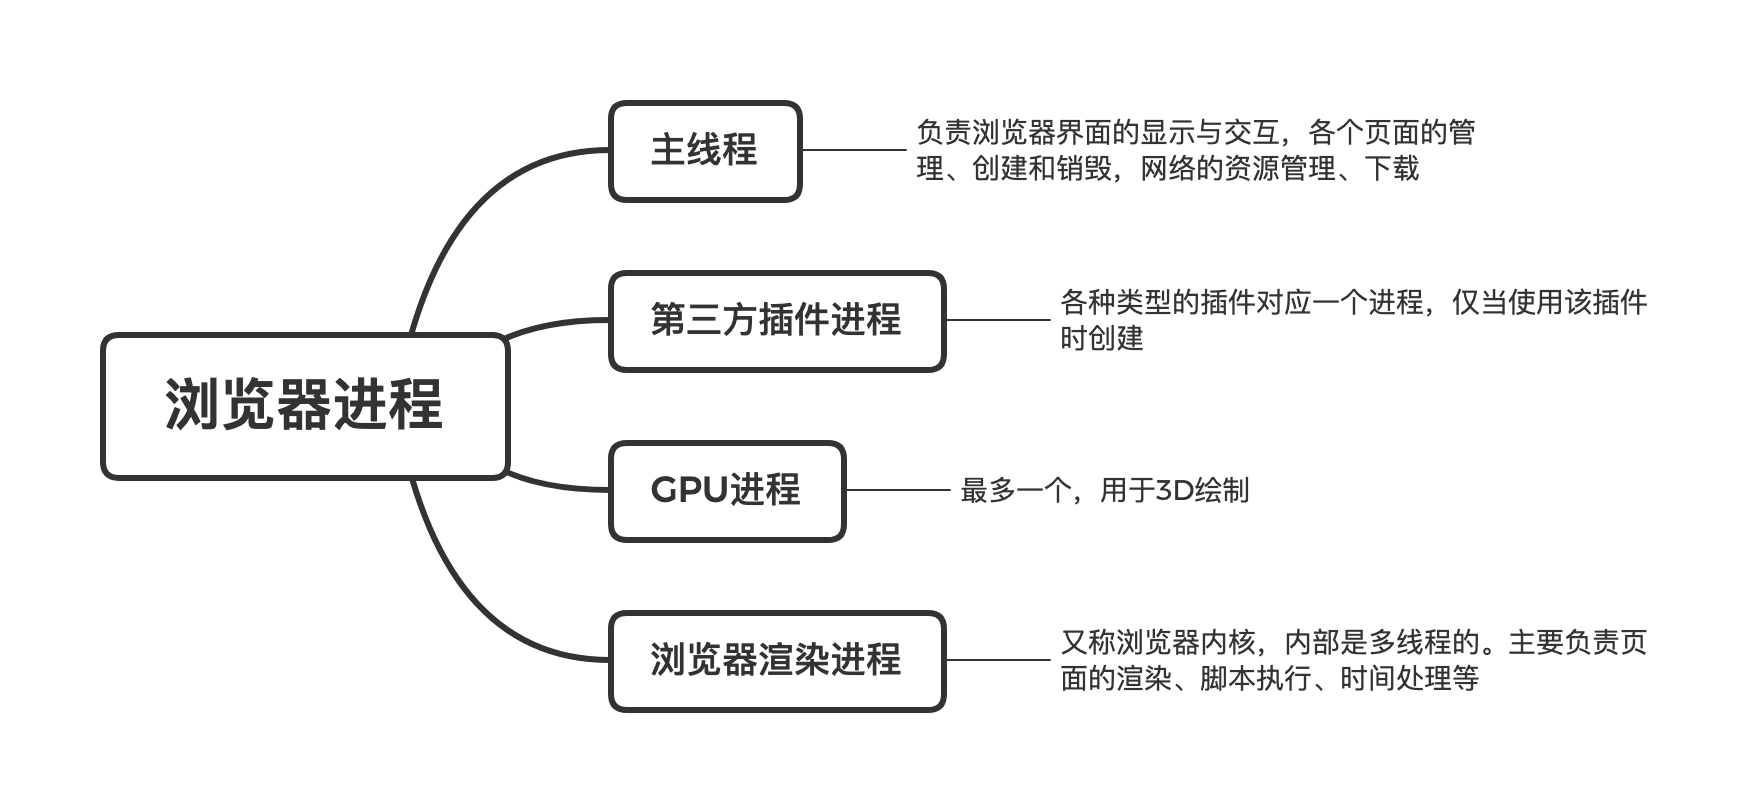 主线程
负责浏览器界面的显示与交互，各个页面的管
理、创建和销毁，网络的资源管理、下载
第三方插件进程
各种类型的插件对应一个进程，仅当使用该插件
时创建
浏览器进程
GPU进程
最多一个，用于3D绘制
浏览器渲染进程
又称浏览器内核，内部是多线程的。主要负责页
面的渲染、脚本执行、时间处理等